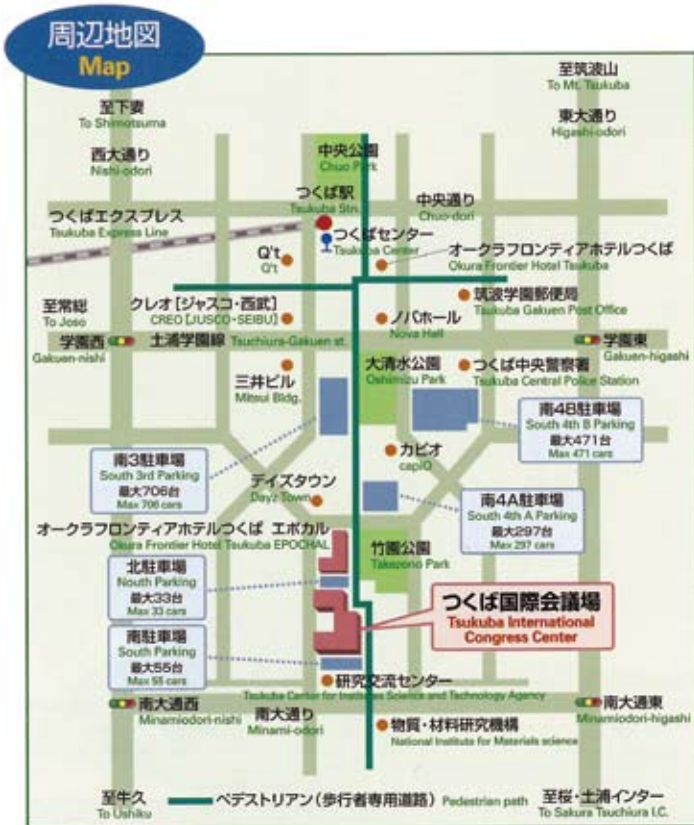 周辺地図
Map
至下妻
To Shimotsuma
西大通り
Nishi-odori
至筑波山
To Mt. Tsukuba
東大通り
Higashi-odori
中央公園
Chuo Park
つくば駅
Tsukuba Stn.
中央通り
Chuo-dori
つくばエクスプレス
Tsukuba Express Line
つくばセンター
Tsukuba Center
Q't
Q't
オークラフロンティアホテルつくば
Okura Frontier Hotel Tsukuba
至常総
To Joso
クレオ[ジャスコ・西武]
CREO [JUSCO・SEIBU]
ノバホール
Nova Hall
筑波学園郵便局
Tsukuba Gakuen Post Office
学園西
Gakuen-nishi
土浦学園線 Tsuchiura-Gakuen st.
学園東
Gakuen-higashi
三井ビル
Mitsui Bldg.
大清水公園
Oshimizu Park
つくば中央警察署
Tsukuba Central Police Station
南4B駐車場
South 4th B Parking
最大471台
Max 471 cars
南3駐車場
South 3rd Parking
最大706台
Max 706 cars
カピオ
capiO
デイズタウン
Dayz Town
南4A駐車場
South 4th A Parking
最大297台
Max 297 cars
オークラフロンティアホテルつくば エポカル
Okura Frontier Hotel Tsukuba EPOCHAL
北駐車場
Nouth Parking
最大33台
Max 33 cars
竹園公園
Takezono Park
つくば国際会議場
Tsukuba International
Congress Center
南駐車場
South Parking
最大55台
Max 55 cars
研究交流センター
Tsukuba Center for Institutes Science and Technology Agency
南大通西
Minamiodori-nishi
南大通り
Minami-odori
南大通東
Minamiodori-higashi
物質・材料研究機構
National Institute for Materials science
至牛久
To Ushiku
ペデストリアン(歩行者専用道路) Pedestrian path
至桜・土浦インター
To Sakura Tsuchiura I.C.